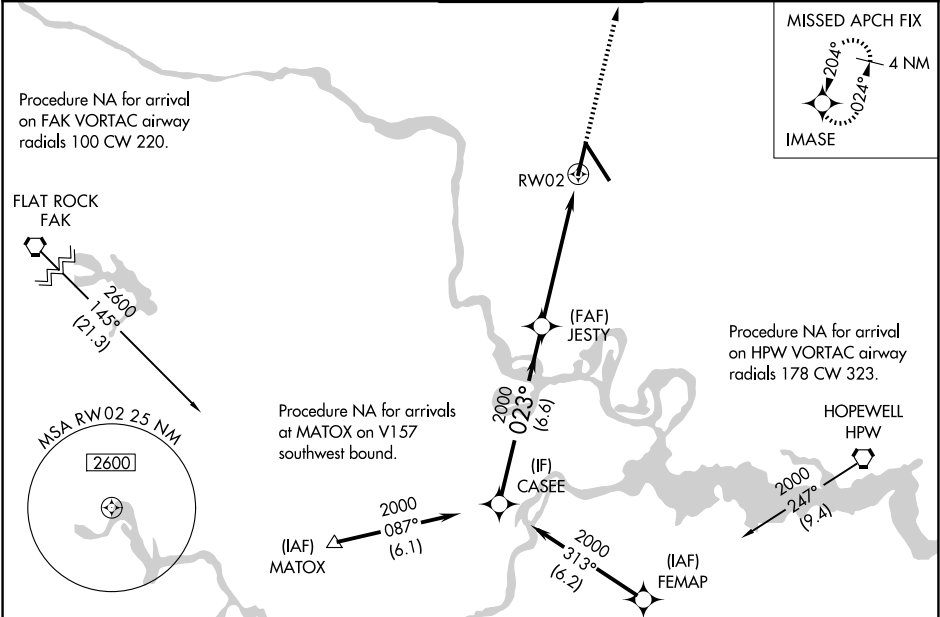 MISSED APCH FIX
204°
024°
4 NM
IMASE
Procedure NA for arrival
on FAK VORTAC airway
radials 100 CW 220.
RW02
FLAT ROCK
FAK
2600
145°
(21.3)
(FAF)
JESTY
Procedure NA for arrival
on HPW VORTAC airway
radials 178 CW 323.
2000
023°
(6.6)
Procedure NA for arrivals
at MATOX on V157
southwest bound.
HOPEWELL
HPW
MSA RW02 25 NM
2600
(IF)
CASEE
2000
247°
(9.4)
2000
087°
(6.1)
(IAF)
MATOX
2000
313°
(6.2)
(IAF)
FEMAP